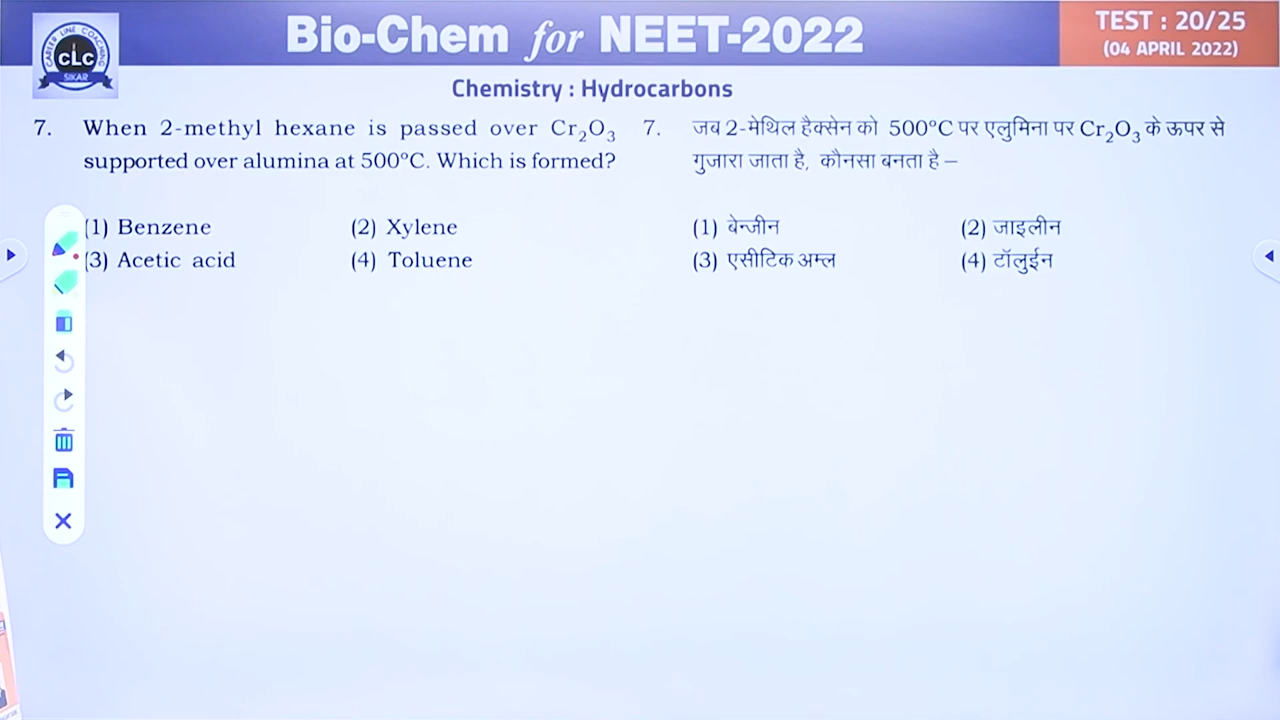 CAREER LINE COACHING
CLC
SIKAR
Bio-Chem for NEET-2022
TEST : 20/25
(04 APRIL 2022)
Chemistry : Hydrocarbons
7. When 2-methyl hexane is passed over Cr₂O₃
supported over alumina at 500°C. Which is formed?
(1) Benzene (2) Xylene
(3) Acetic acid (4) Toluene
7. जब 2-मेथिल हैक्सेन को 500°C पर एलुमिना पर Cr₂O₃ के ऊपर से
गुजारा जाता है, कौनसा बनता है –
(1) बेन्जीन (2) जाइलीन
(3) एसीटिक अम्ल (4) टॉलुईन